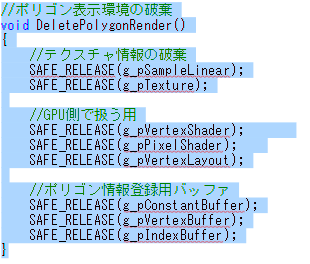 //ポリゴン表示環境の破棄
void DeletePolygonRender()
{
//テクスチャ情報の破棄
SAFE_RELEASE(g_pSampleLinear);
SAFE_RELEASE(g_pTexture);
//GPU側で扱う用
SAFE_RELEASE(g_pVertexShader);
SAFE_RELEASE(g_pPixelShader);
SAFE_RELEASE(g_pVertexLayout);
//ポリゴン情報登録用バッファ
SAFE_RELEASE(g_pConstantBuffer);
SAFE_RELEASE(g_pVertexBuffer);
SAFE_RELEASE(g_pIndexBuffer);
}